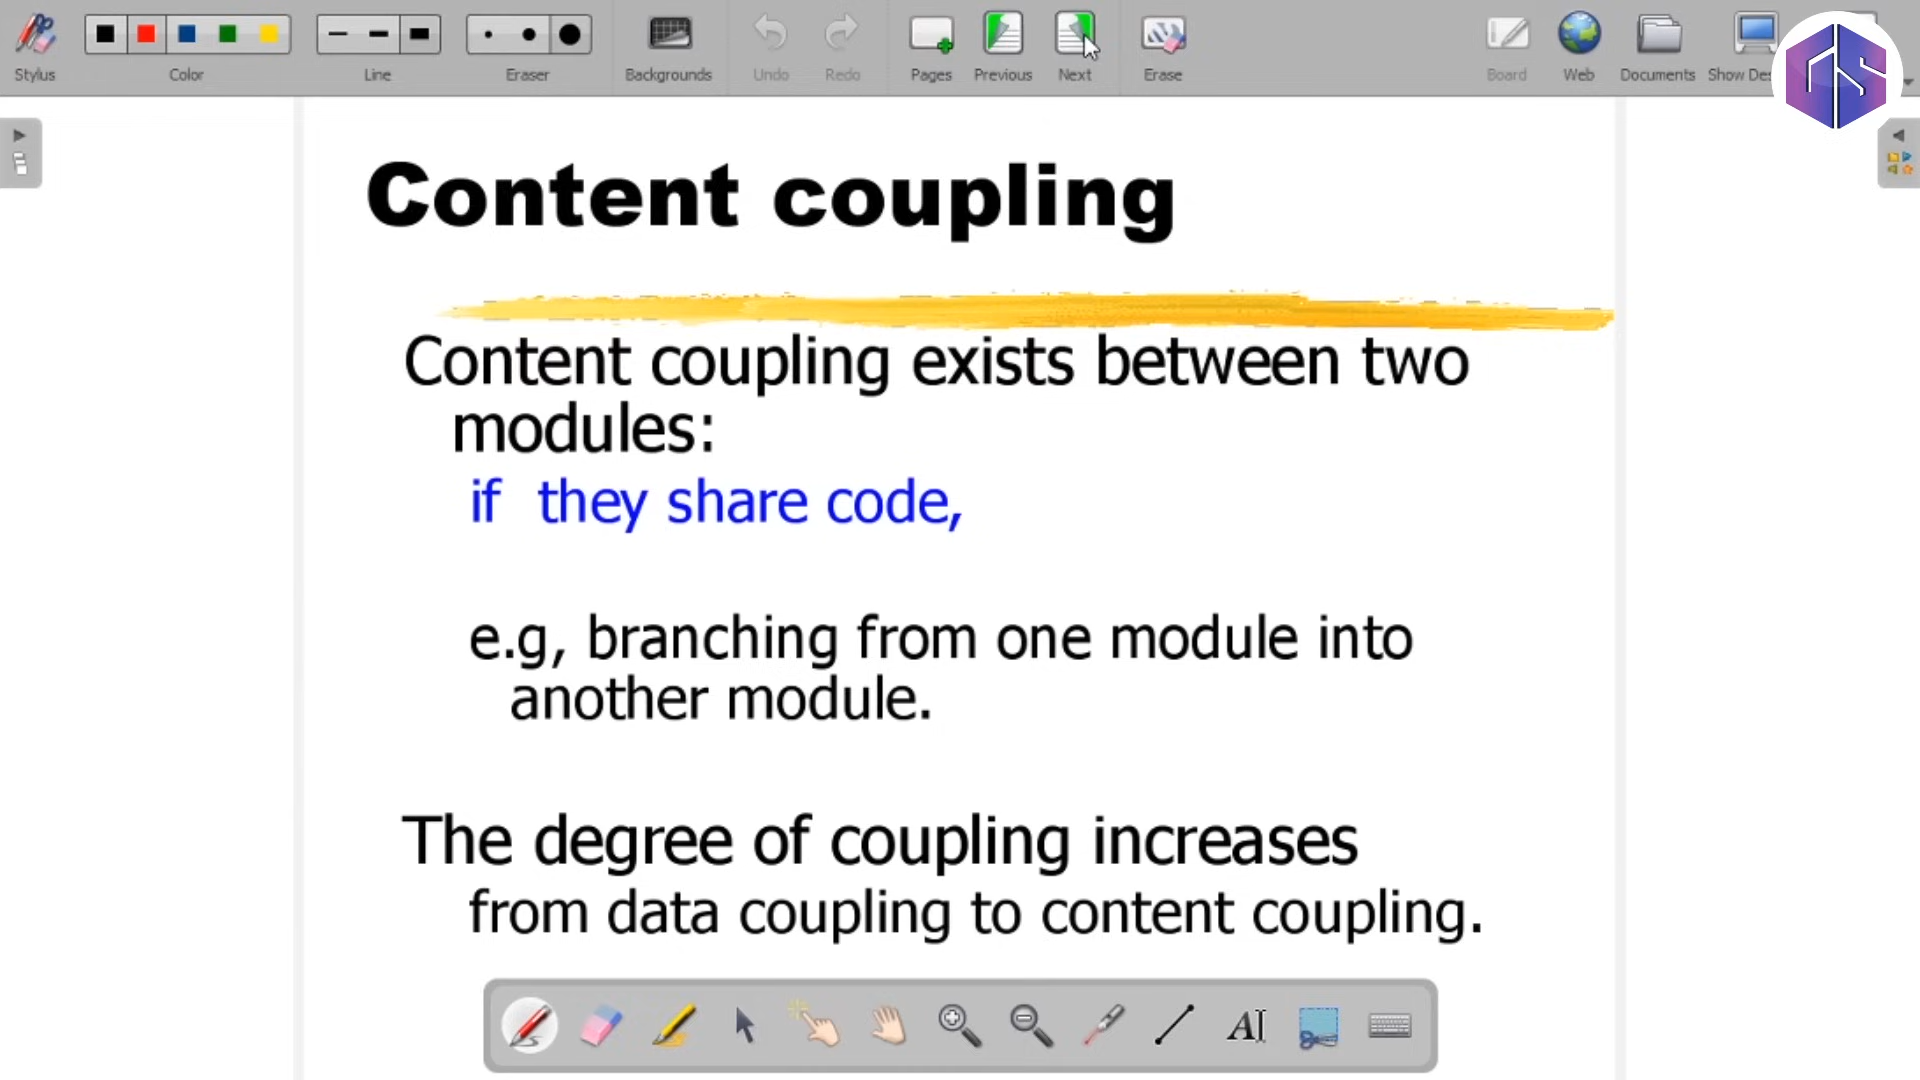 Stylus
Color
Line
Eraser
Backgrounds
Undo
Redo
Pages
Previous
Next
Erase
Board
Web
Documents
Show Des
Content coupling
Content coupling exists between two
modules:
if they share code,
e.g, branching from one module into
another module.
The degree of coupling increases
from data coupling to content coupling.